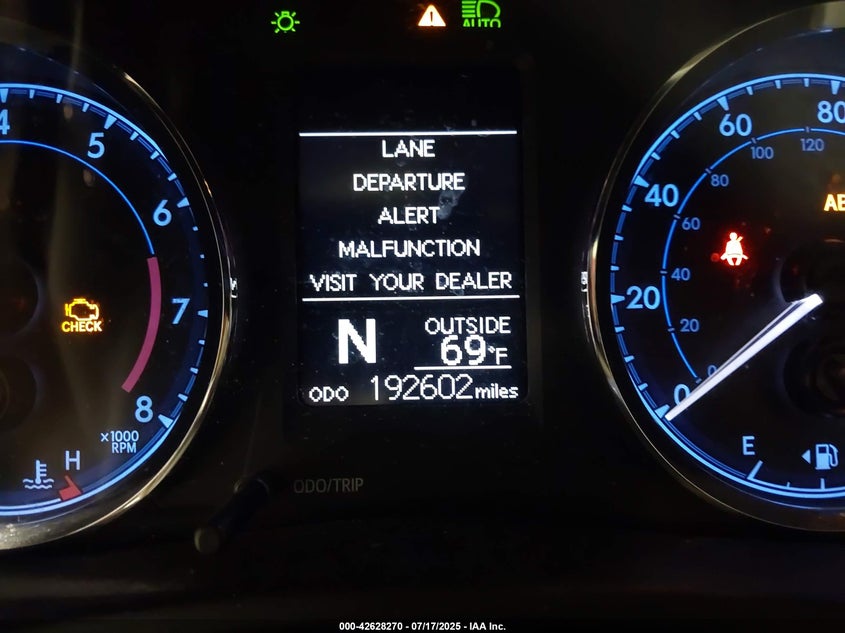 AUTO
LANE
DEPARTURE
ALERT
MALFUNCTION
VISIT YOUR DEALER
N
OUTSIDE
69°F
ODO 192602 miles
4
5
6
7
8
x1000
RPM
CHECK
H
ODO/TRIP
0
20
40
60
80
0
20
40
60
80
100
120
E
000-42628270 - 07/17/2025 - IAA Inc.